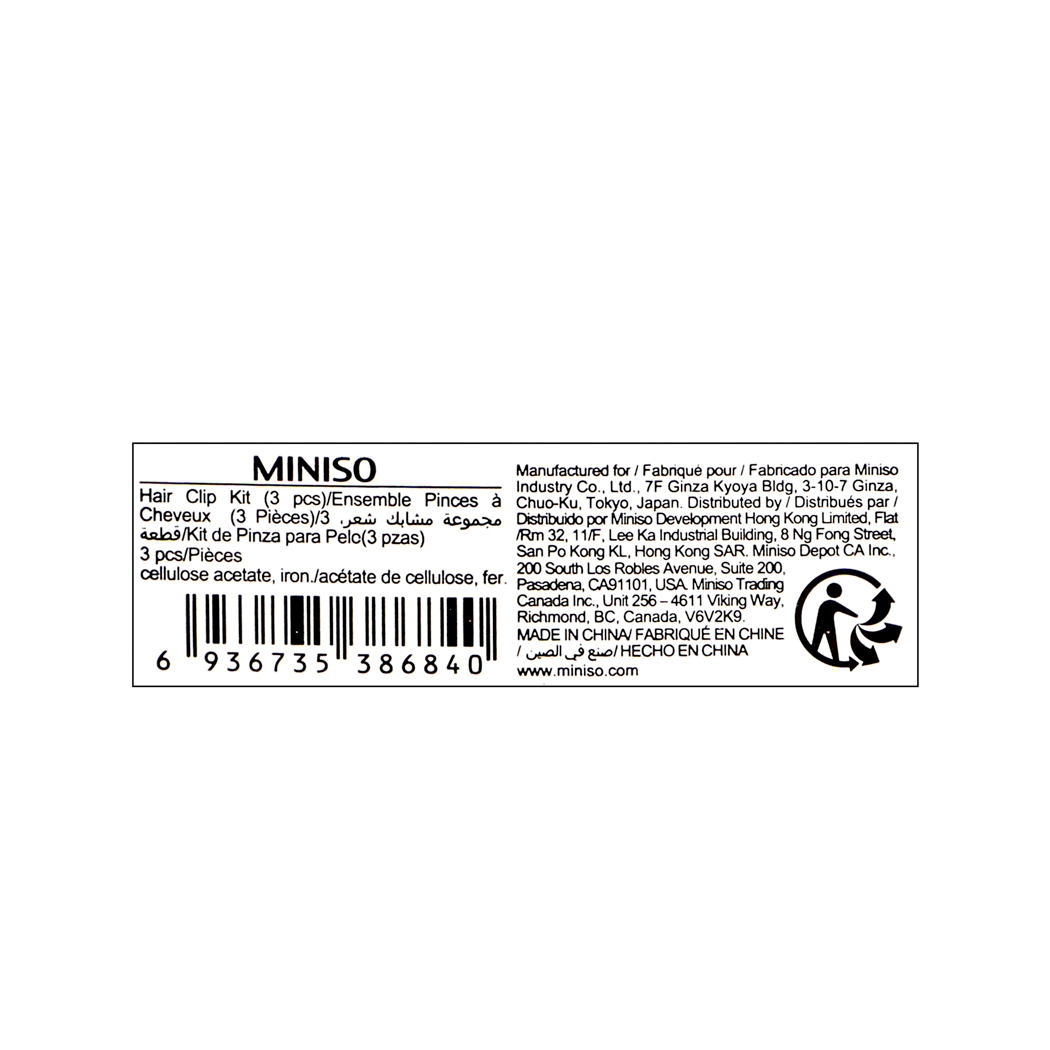 MINISO
Hair Clip Kit (3 pcs)/Ensemble Pinces à
Cheveux (3 Pièces)/3 مجموعة مشابك شعر,
قطعة/Kit de Pinza para Pelo(3 pzas)
3 pcs/Pièces
cellulose acetate, iron./acétate de cellulose, fer.
6 936735 386840
Manufactured for / Fabriqué pour / Fabricado para Miniso
Industry Co., Ltd., 7F Ginza Kyoya Bldg, 3-10-7 Ginza,
Chuo-Ku, Tokyo, Japan. Distributed by / Distribués par /
Distribuido por Miniso Development Hong Kong Limited, Flat
/Rm 32, 11/F, Lee Ka Industrial Building, 8 Ng Fong Street,
San Po Kong KL, Hong Kong SAR. Miniso Depot CA Inc.,
200 South Los Robles Avenue, Suite 200,
Pasadena, CA91101, USA. Miniso Trading
Canada Inc., Unit 256 – 4611 Viking Way,
Richmond, BC, Canada, V6V2K9.
MADE IN CHINA/ FABRIQUÉ EN CHINE
/ صنع في الصين/ HECHO EN CHINA
www.miniso.com